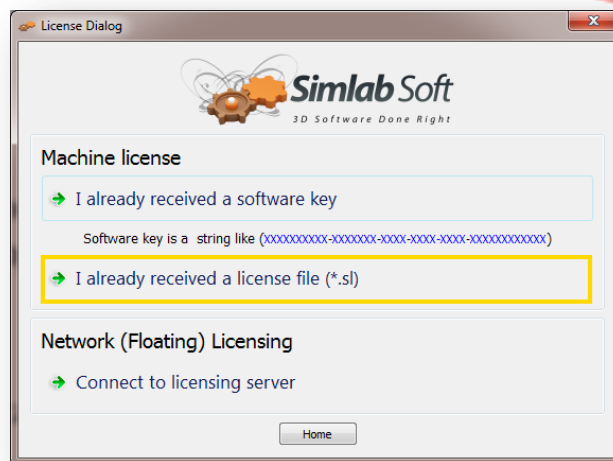 License Dialog
Simlab Soft
3D Software Done Right
Machine license
I already received a software key
Software key is a string like (xxxxxxxxxx-xxxxxxx-xxxx-xxxx-xxxx-xxxxxxxxxxxx)
I already received a license file (*.sl)
Network (Floating) Licensing
Connect to licensing server
Home